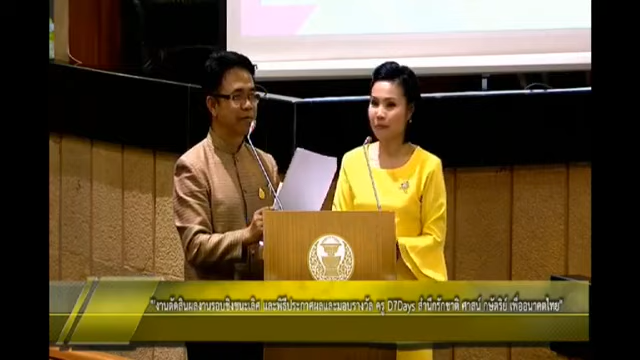 "งานตัดสินผลงานรอบชิงชนะเลิศ และพิธีประกาศผลและมอบรางวัล ครู D7Days สำนึกรักชาติ ศาสน์ กษัตริย์ เพื่ออนาคตไทย"